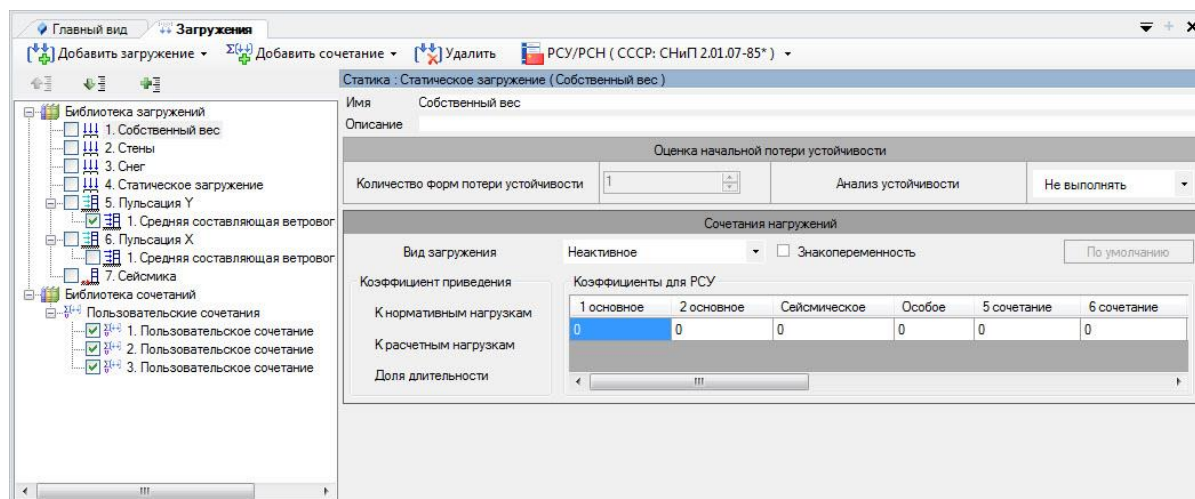 Главный вид Загружения
Добавить загружение Добавить сочетание Удалить РСУ/РСН ( СССР: СНиП 2.01.07-85* )
Статика : Статическое загружение ( Собственный вес )
Имя Собственный вес
Описание
Библиотека загружений
1. Собственный вес
2. Стены
3. Снег
4. Статическое загружение
5. Пульсация Y
1. Средняя составляющая ветровог
6. Пульсация X
1. Средняя составляющая ветровог
7. Сейсмика
Библиотека сочетаний
Пользовательские сочетания
1. Пользовательское сочетание
2. Пользовательское сочетание
3. Пользовательское сочетание
Оценка начальной потери устойчивости
Количество форм потери устойчивости 1 Анализ устойчивости Не выполнять
Сочетания нагружений
Вид загружения Неактивное Знакопеременность По умолчанию
Коэффициент приведения
К нормативным нагрузкам
К расчетным нагрузкам
Доля длительности
Коэффициенты для РСУ
1 основное 2 основное Сейсмическое Особое 5 сочетание 6 сочетание
0 0 0 0 0 0